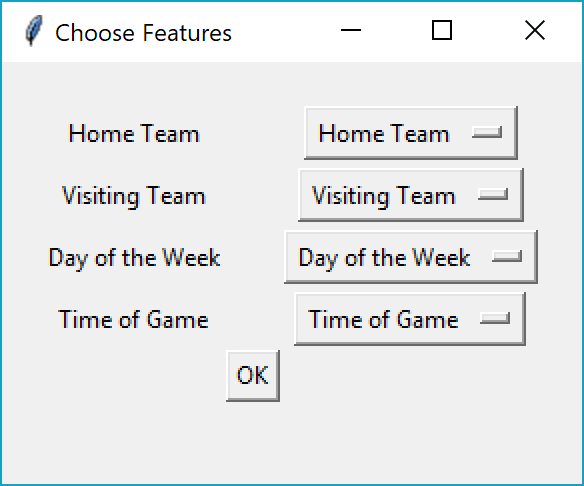 Choose Features
Home Team Home Team
Visiting Team Visiting Team
Day of the Week Day of the Week
Time of Game Time of Game
OK